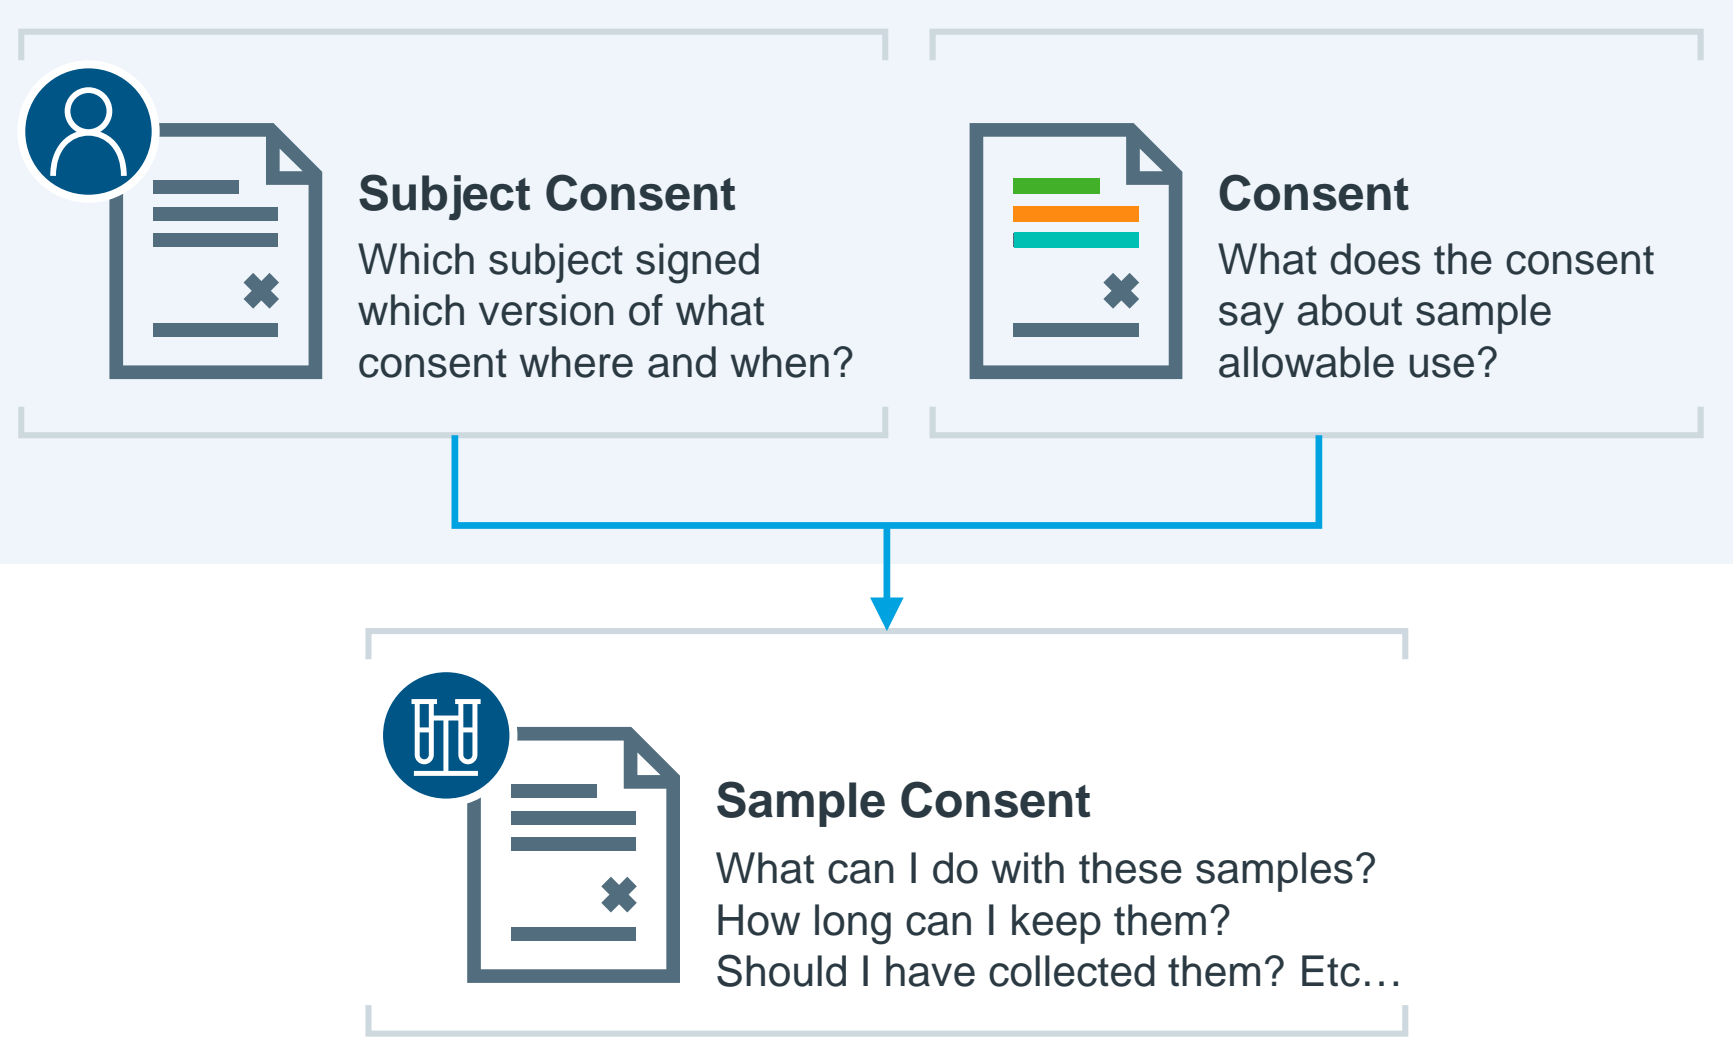 Subject Consent
Which subject signed
which version of what
consent where and when?
Consent
What does the consent
say about sample
allowable use?
Sample Consent
What can I do with these samples?
How long can I keep them?
Should I have collected them? Etc…